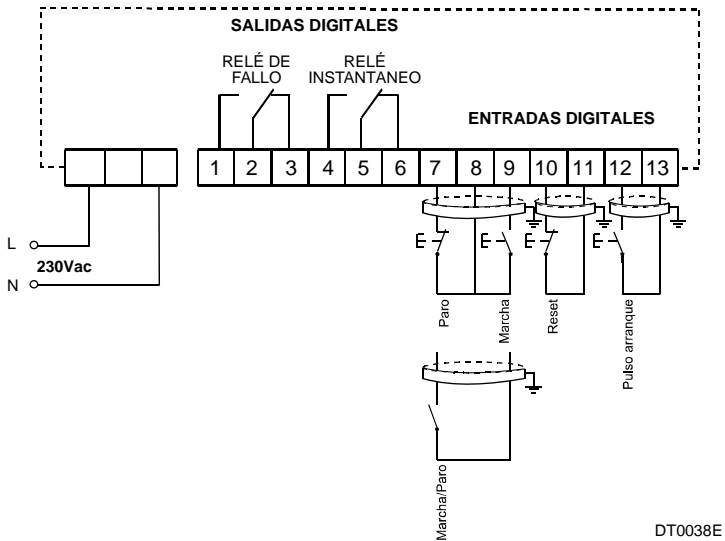 SALIDAS DIGITALES
RELÉ DE
FALLO
RELÉ
INSTANTANEO
ENTRADAS DIGITALES
1 2 3 4 5 6 7 8 9 10 11 12 13
L
230Vac
N
Paro
Marcha
Reset
Pulso arranque
Marcha/Paro
DT0038E